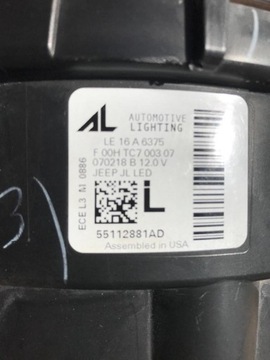 AL AUTOMOTIVE
LIGHTING
LE 16 A 6375
F 00H TC7 003 07
070218 B 12.0 V
JEEP JL LED
ECE L3 M 0886
L
55112881AD
Assembled in USA
31